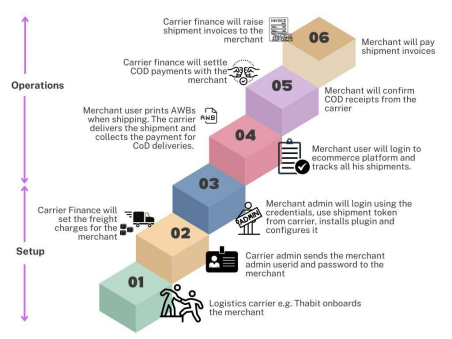 Carrier finance will raise
shipment invoices to the
merchant
INVOICE
06
Merchant will pay
shipment invoices
Carrier finance will settle
COD payments with the
merchant
05
Merchant will confirm
COD receipts from the
carrier
Operations
Merchant user prints AWBs
when shipping. The carrier
delivers the shipment and
collects the payment for
CoD deliveries.
AWB
04
Merchant user will login to
ecommerce platform and
tracks all his shipments.
03
Merchant admin will login using the
credentials, use shipment token
from carrier, installs plugin and
configures it
ADMIN
Carrier Finance will
set the freight
charges for the
merchant
02
Carrier admin sends the merchant
admin userid and password to the
merchant
Setup
01
Logistics carrier e.g. Thabit onboards
the merchant